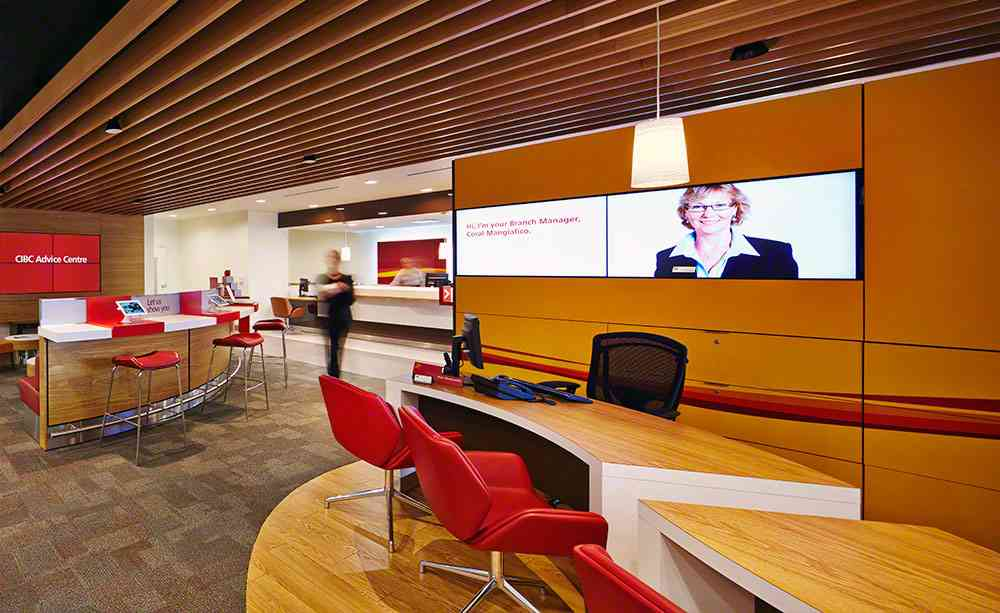 CIBC Advice Centre
Let us
show you
Hi, I'm your Branch Manager,
Coral Mangiafico.